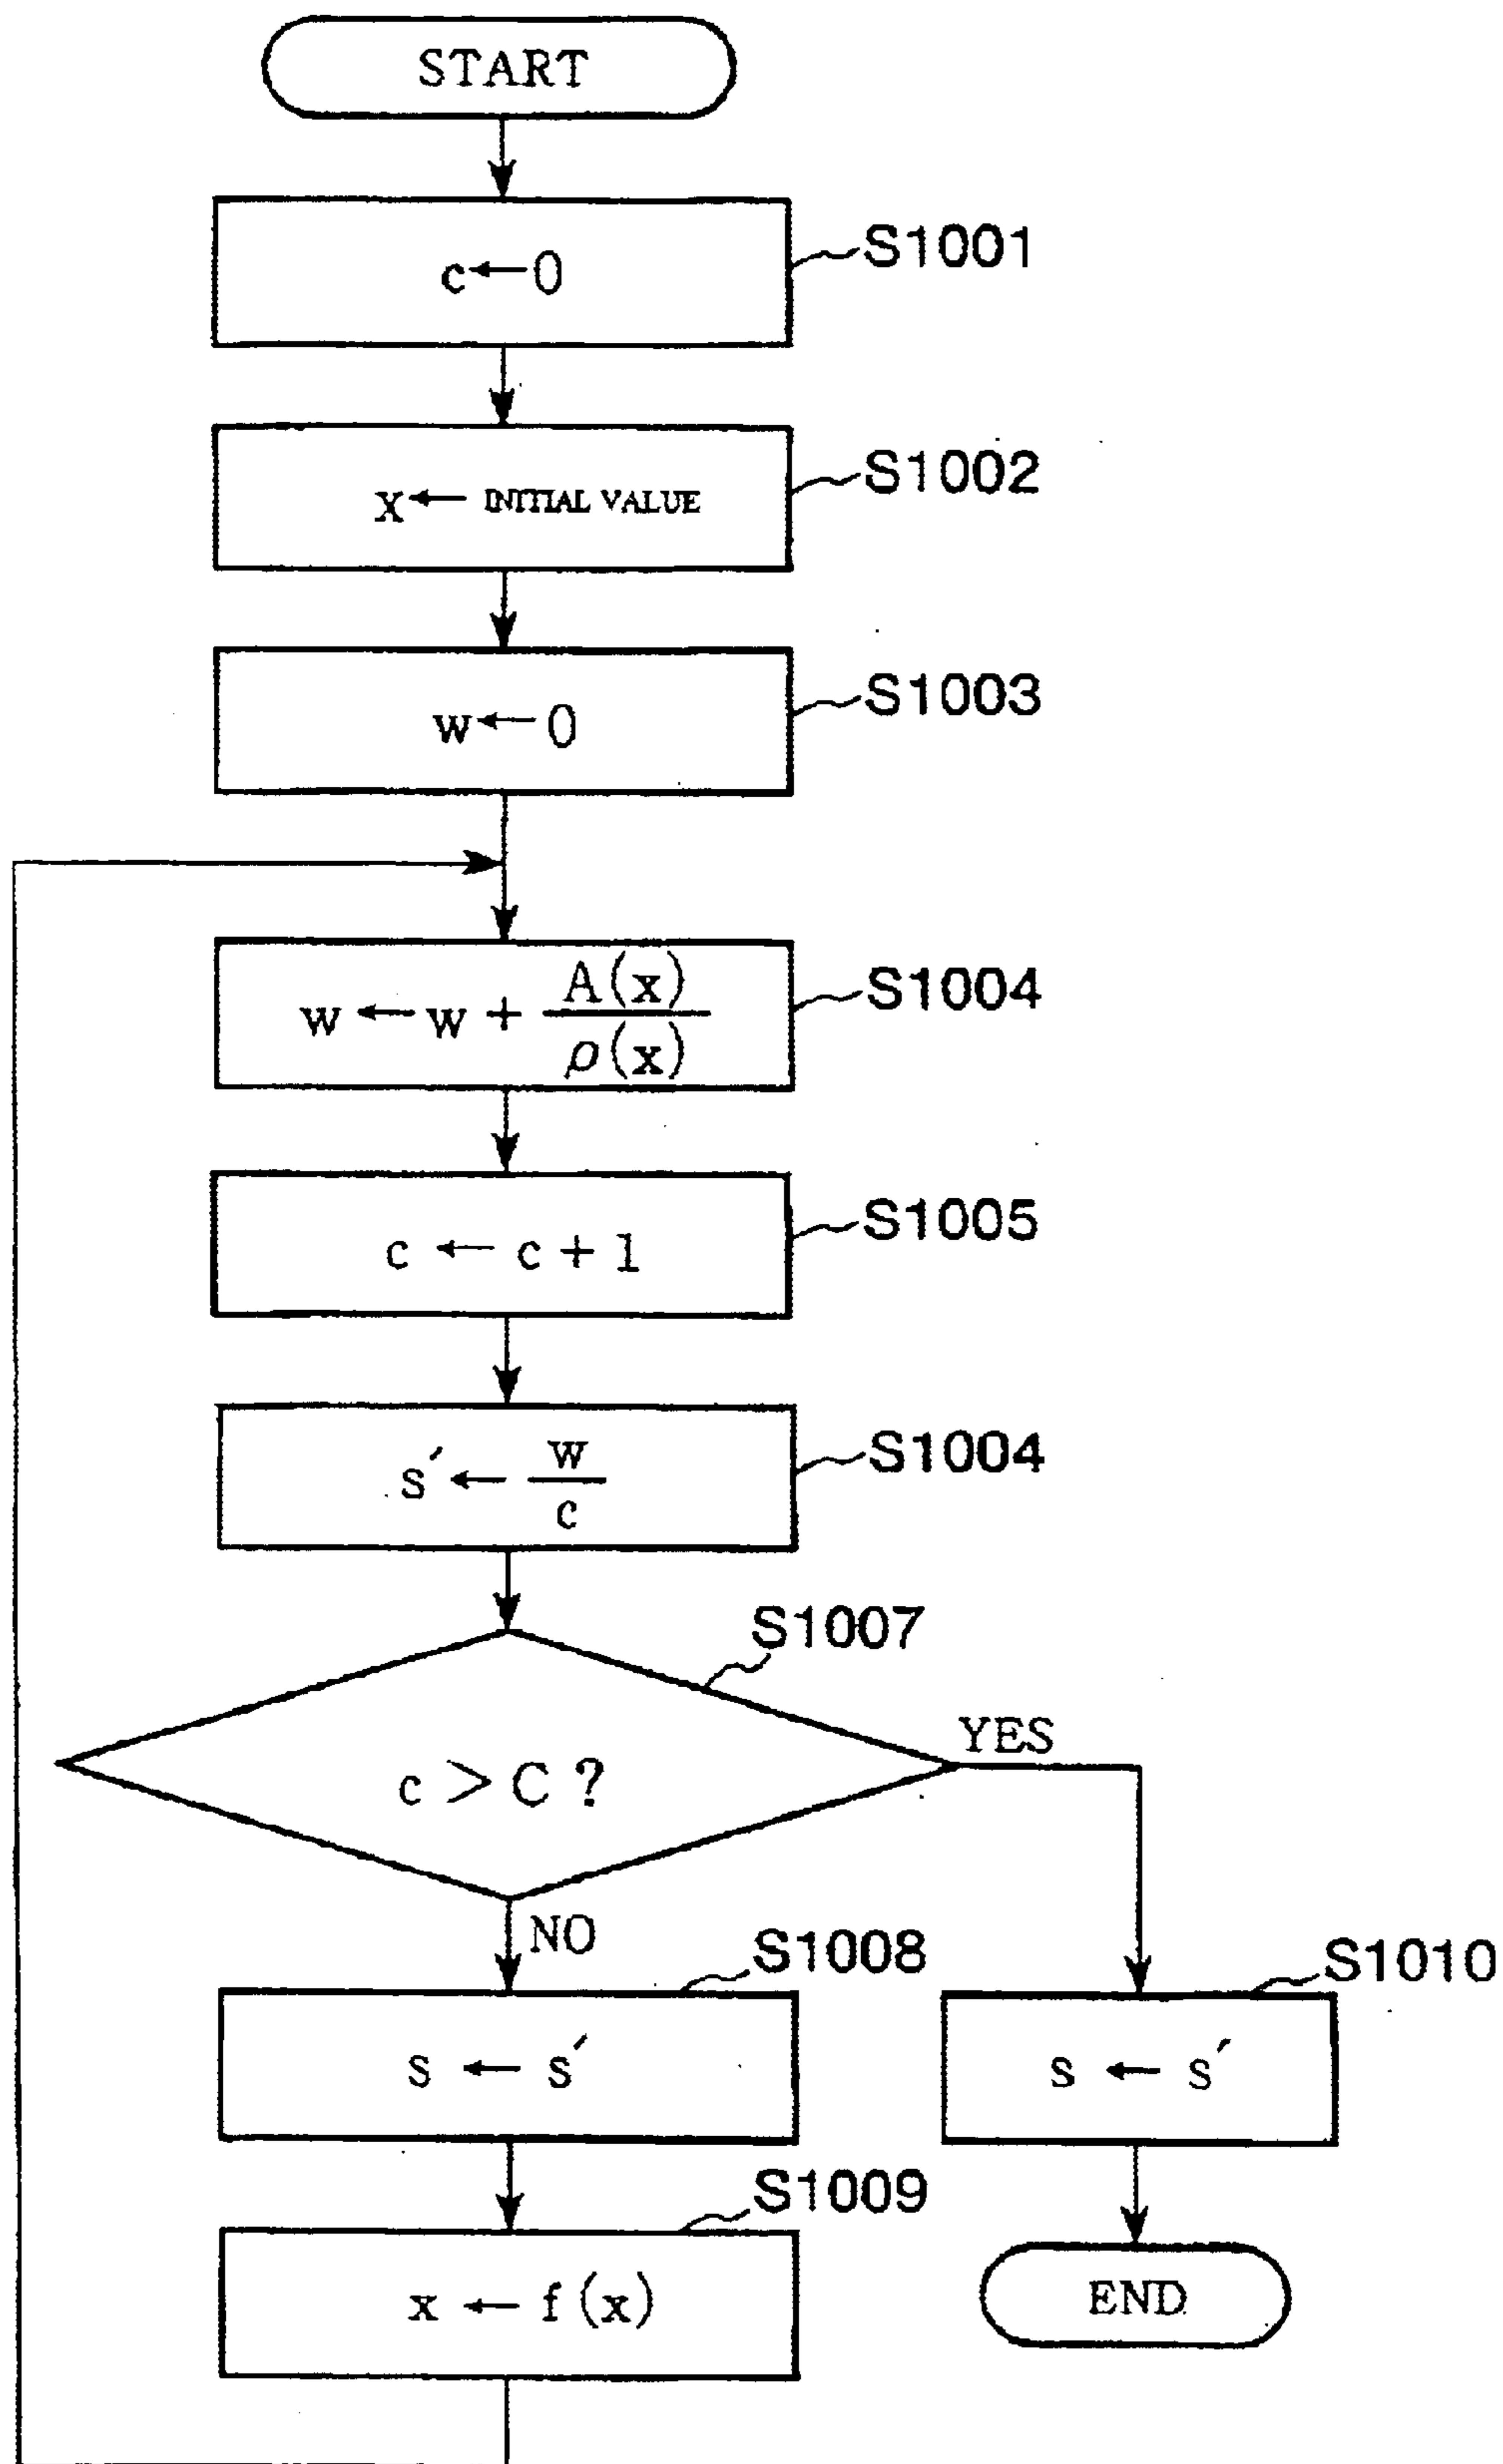 START
c ← 0
S1001
x ← INITIAL VALUE
S1002
w ← 0
S1003
w ← w + A(x) / ρ(x)
S1004
c ← c + 1
S1005
s′ ← w / c
S1004
S1007
c > C ?
YES
NO
S1008
s ← s′
S1010
s ← s′
S1009
x ← f(x)
END